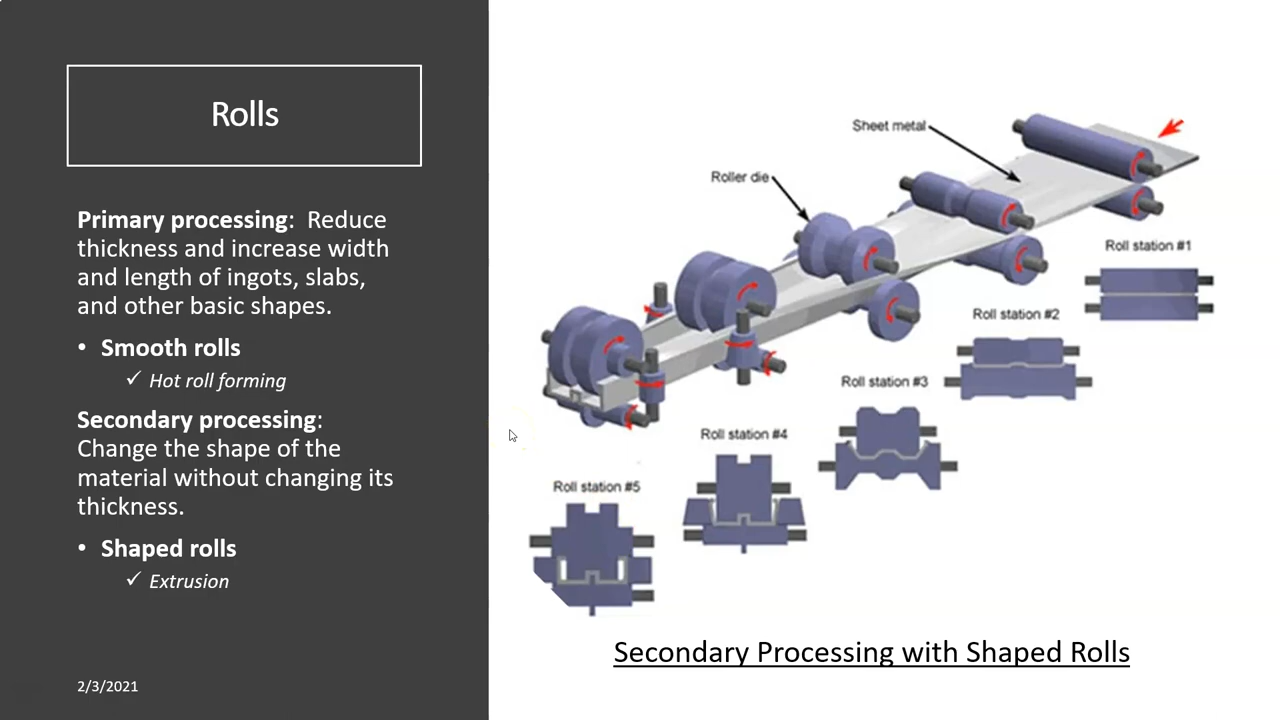 Rolls
Primary processing:  Reduce
thickness and increase width
and length of ingots, slabs,
and other basic shapes.
• Smooth rolls
✓ Hot roll forming
Secondary processing:
Change the shape of the
material without changing its
thickness.
• Shaped rolls
✓ Extrusion
2/3/2021
Sheet metal
Roller die
Roll station #1
Roll station #2
Roll station #3
Roll station #4
Roll station #5
Secondary Processing with Shaped Rolls